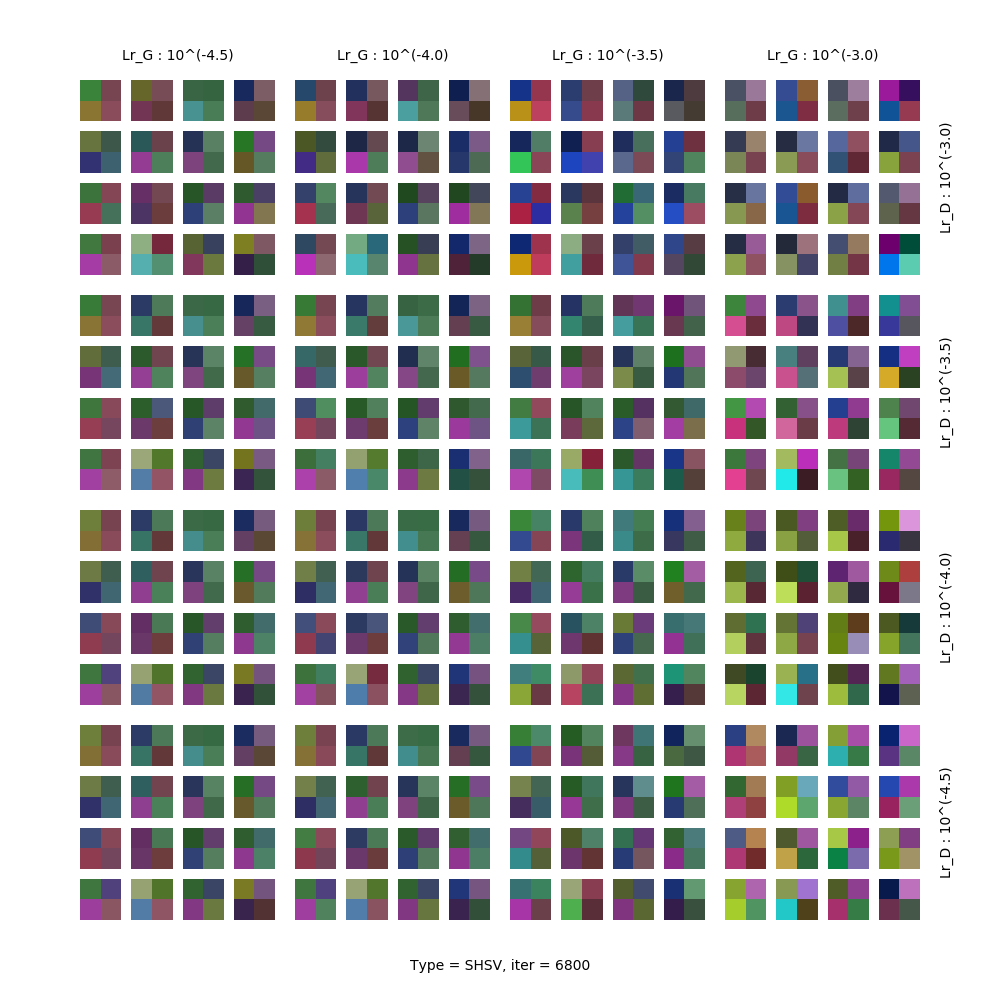 Lr_G : 10^(-4.5)
Lr_G : 10^(-4.0)
Lr_G : 10^(-3.5)
Lr_G : 10^(-3.0)
Lr_D : 10^(-3.0)
Lr_D : 10^(-3.5)
Lr_D : 10^(-4.0)
Lr_D : 10^(-4.5)
Type = SHSV, iter = 6800